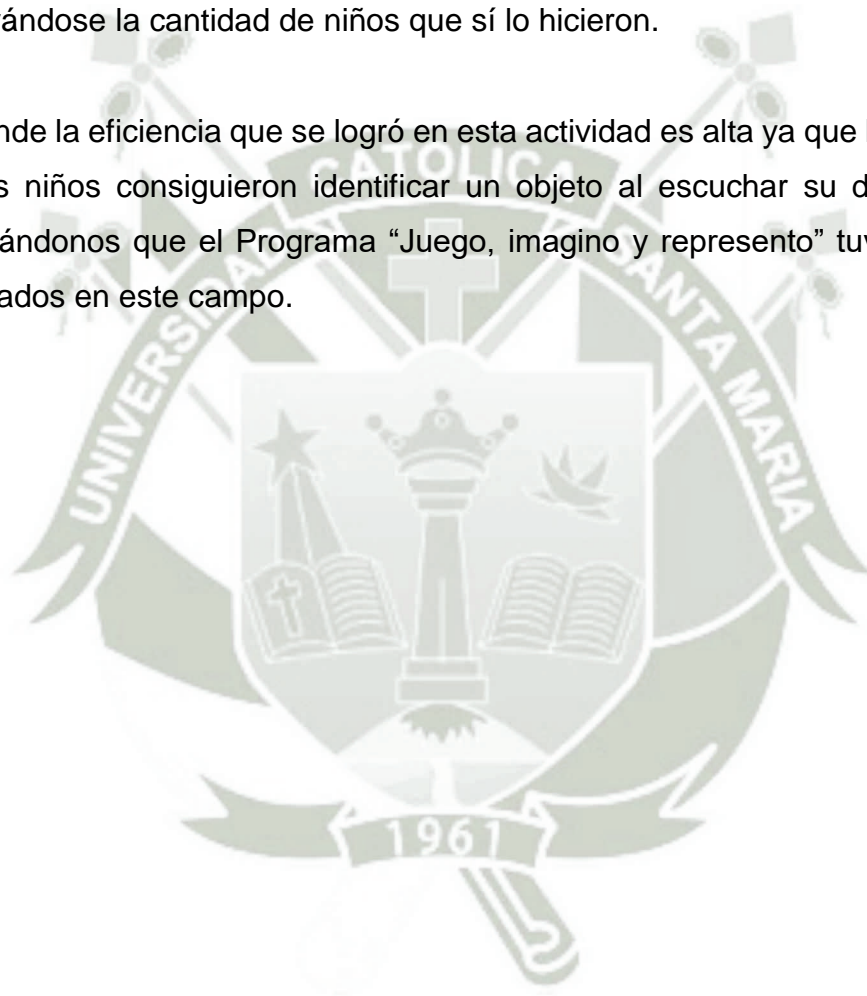 vándose la cantidad de niños que sí lo hicieron.
nde la eficiencia que se logró en esta actividad es alta ya que
s niños consiguieron identificar un objeto al escuchar su d
ándonos que el Programa “Juego, imagino y represento” tuv
ados en este campo.
UNIVERSIDAD CATOLICA SANTA MARIA
1961